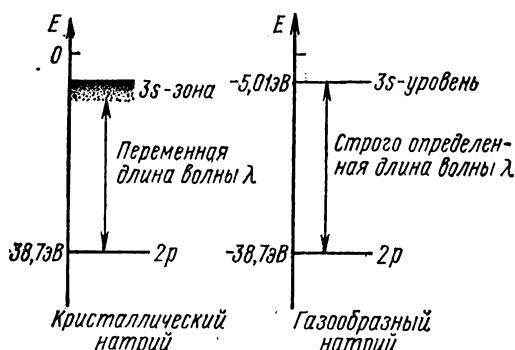 E
0
3s-зона
Переменная
длина волны λ
-38,7эВ
2p
Кристаллический
натрий
E
-5,01эВ
3s-уровень
Строго определен-
ная длина волны λ
-38,7эВ
2p
Газообразный
натрий